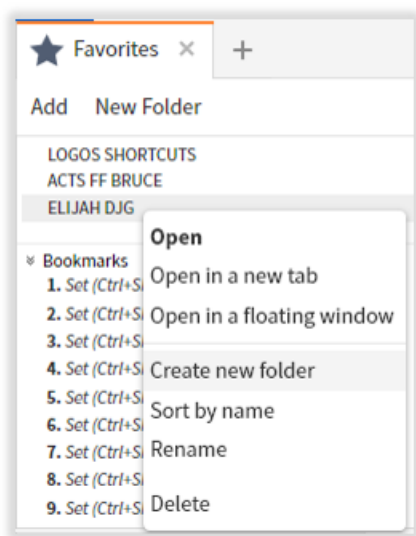 Favorites
Add New Folder
LOGOS SHORTCUTS
ACTS FF BRUCE
ELIJAH DJG
Open
Open in a new tab
Open in a floating window
Create new folder
Sort by name
Rename
Delete
Bookmarks
1. Set (Ctrl+S
2. Set (Ctrl+S
3. Set (Ctrl+S
4. Set (Ctrl+S
5. Set (Ctrl+S
6. Set (Ctrl+S
7. Set (Ctrl+S
8. Set (Ctrl+S
9. Set (Ctrl+S